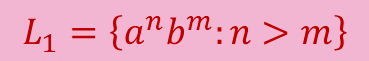 L₁ = {aⁿbᵐ: n > m}